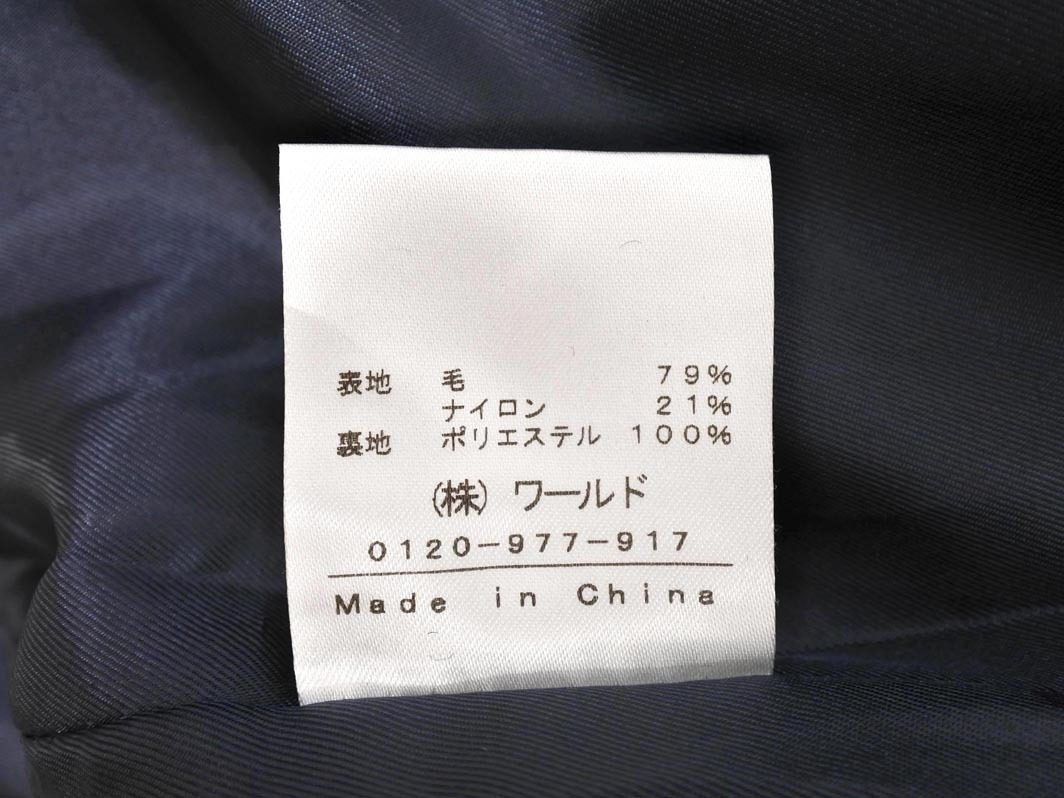 表地 毛 79%
ナイロン 21%
裏地 ポリエステル 100%
(株) ワールド
0120-977-917
Made in China